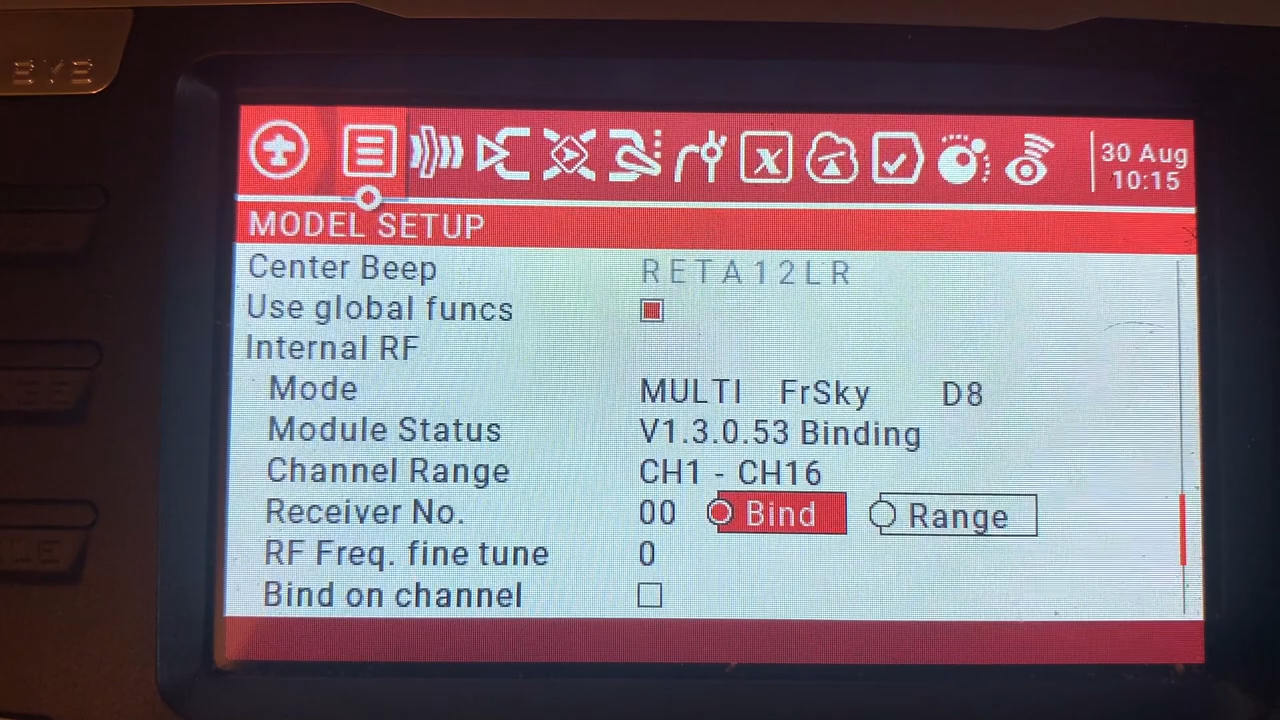 EYE
30 Aug
10:15
MODEL SETUP
Center Beep RETA12LR
Use global funcs
Internal RF
Mode MULTI FrSky D8
Module Status V1.3.0.53 Binding
Channel Range CH1 - CH16
Receiver No. 00 Bind Range
RF Freq. fine tune 0
Bind on channel